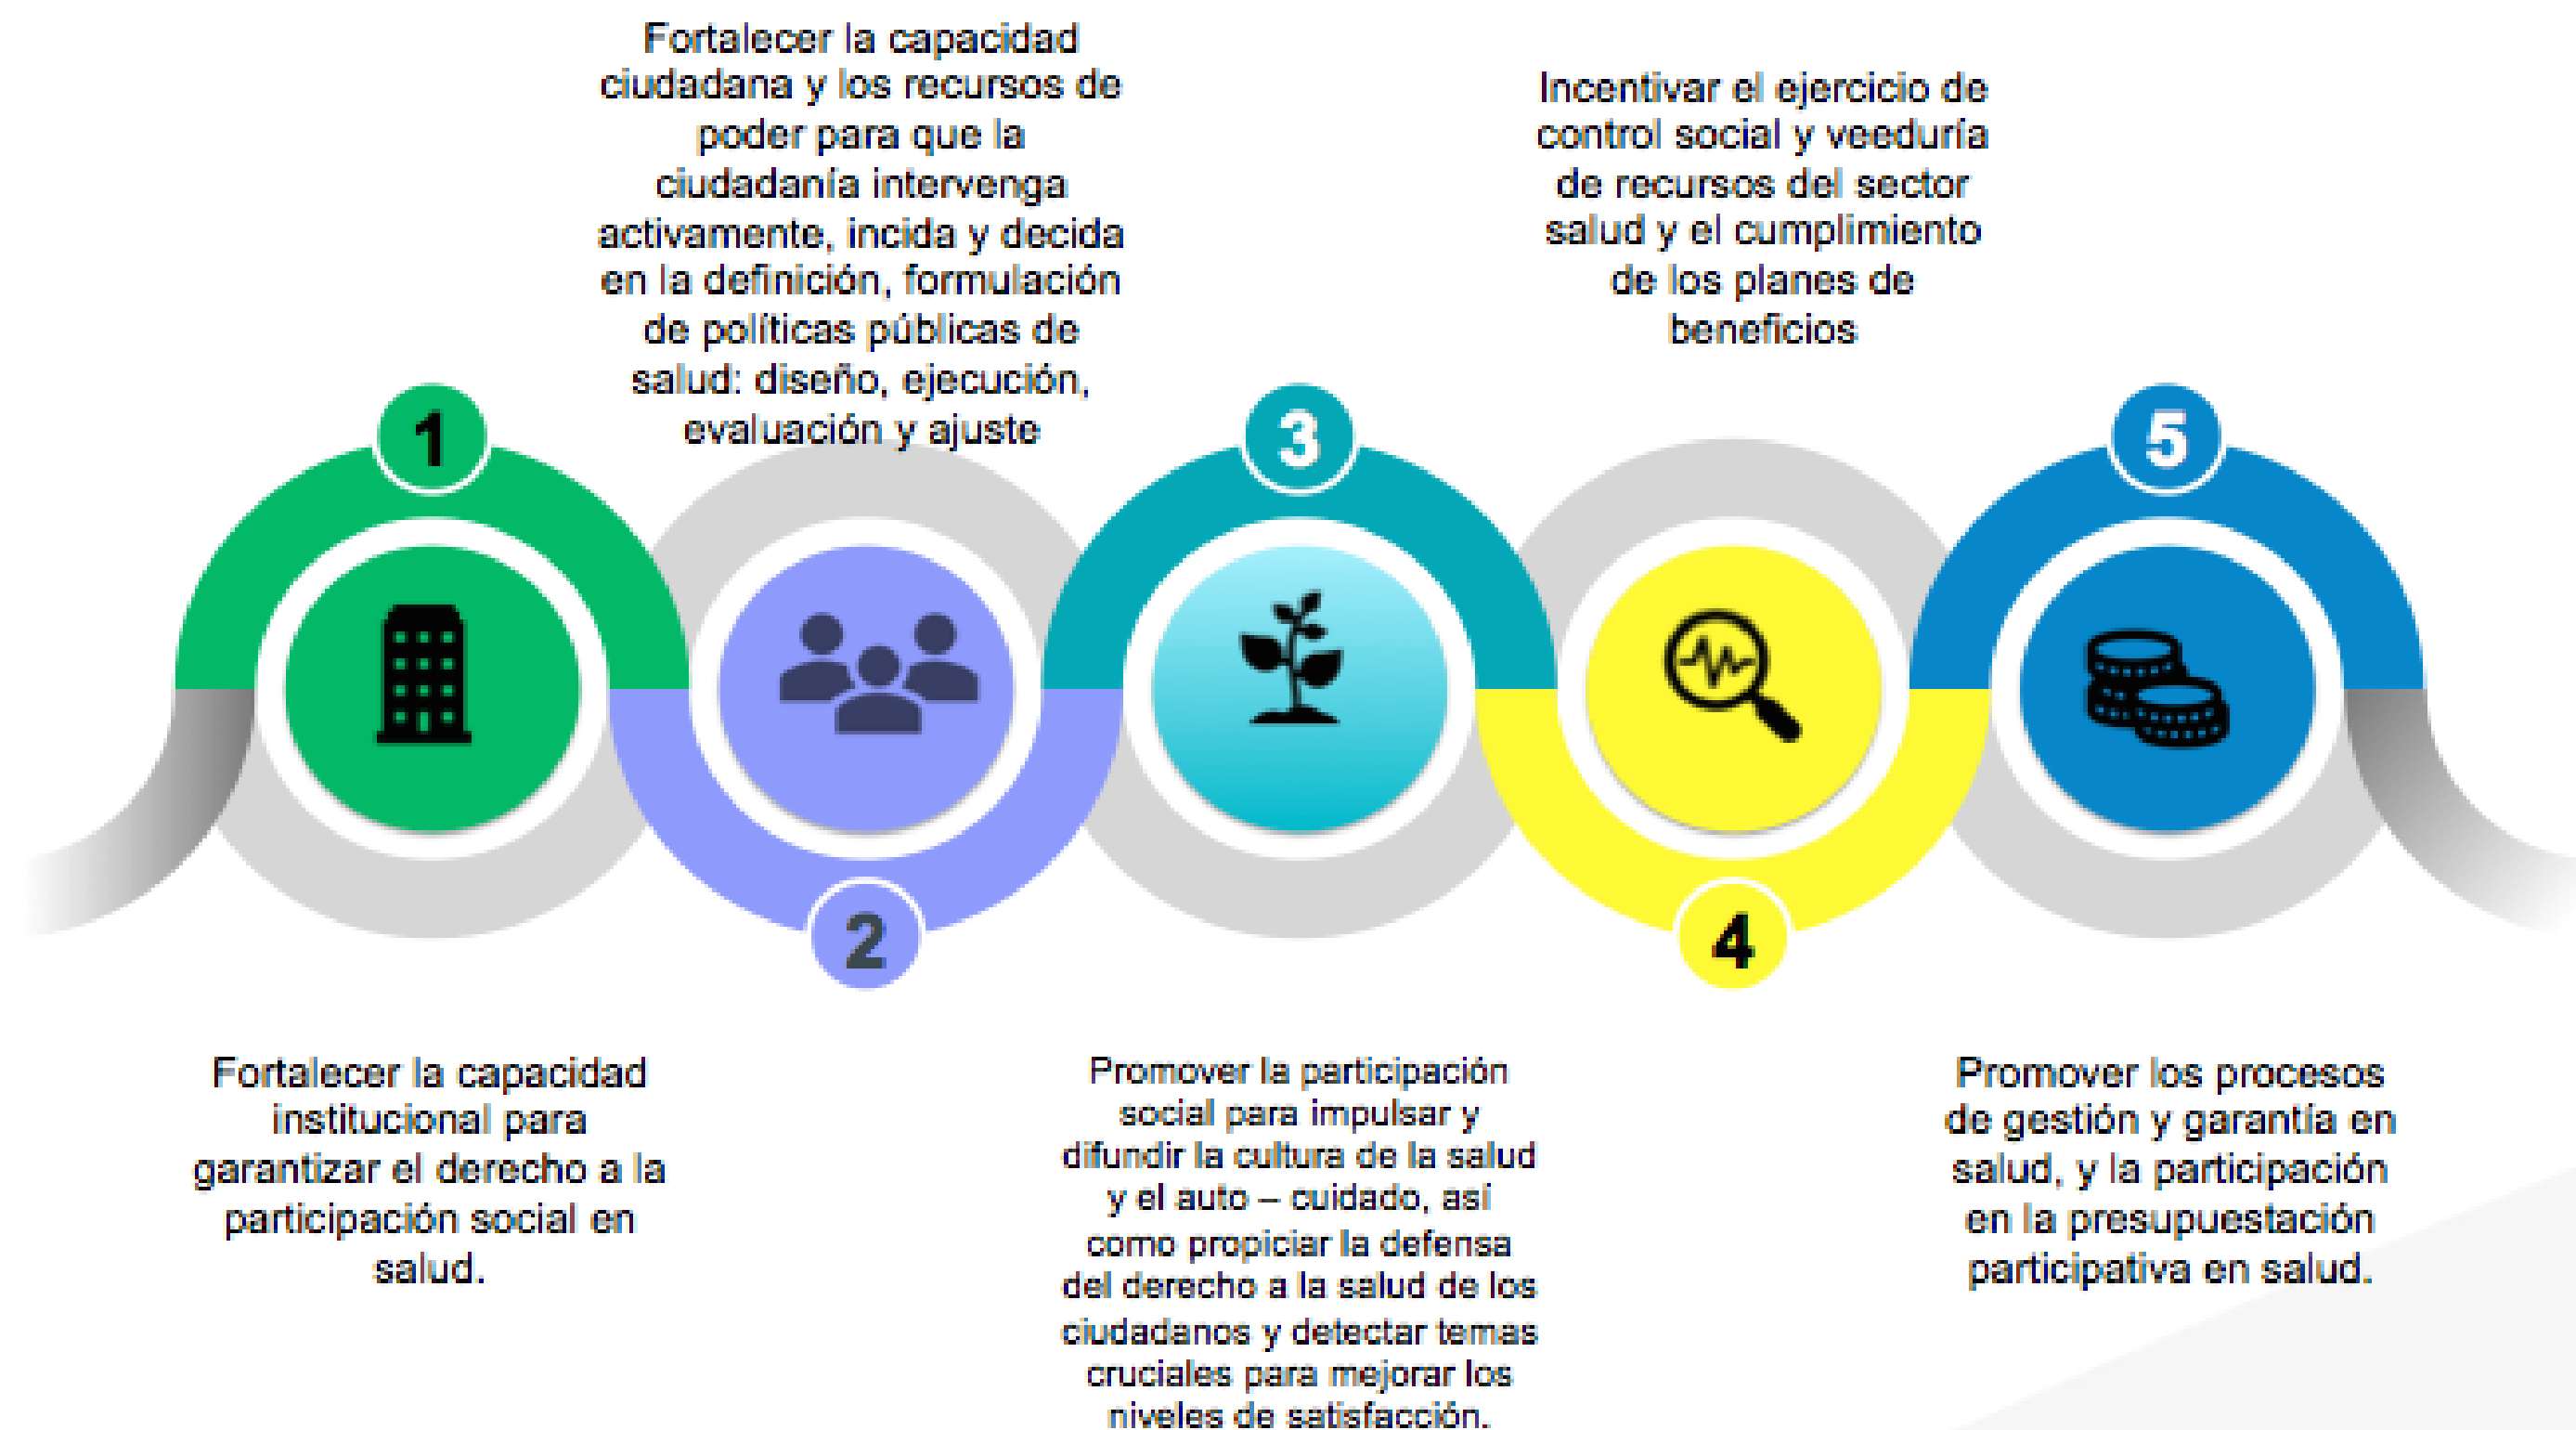 1
Fortalecer la capacidad
institucional para
garantizar el derecho a la
participación social en
salud.
Fortalecer la capacidad
ciudadana y los recursos de
poder para que la
ciudadanía intervenga
activamente, incida y decida
en la definición, formulación
de políticas públicas de
salud: diseño, ejecución,
evaluación y ajuste
2
3
Promover la participación
social para impulsar y
difundir la cultura de la salud
y el auto – cuidado, así
como propiciar la defensa
del derecho a la salud de los
ciudadanos y detectar temas
cruciales para mejorar los
niveles de satisfacción.
Incentivar el ejercicio de
control social y veeduría
de recursos del sector
salud y el cumplimiento
de los planes de
beneficios
4
5
Promover los procesos
de gestión y garantía en
salud, y la participación
en la presupuestación
participativa en salud.